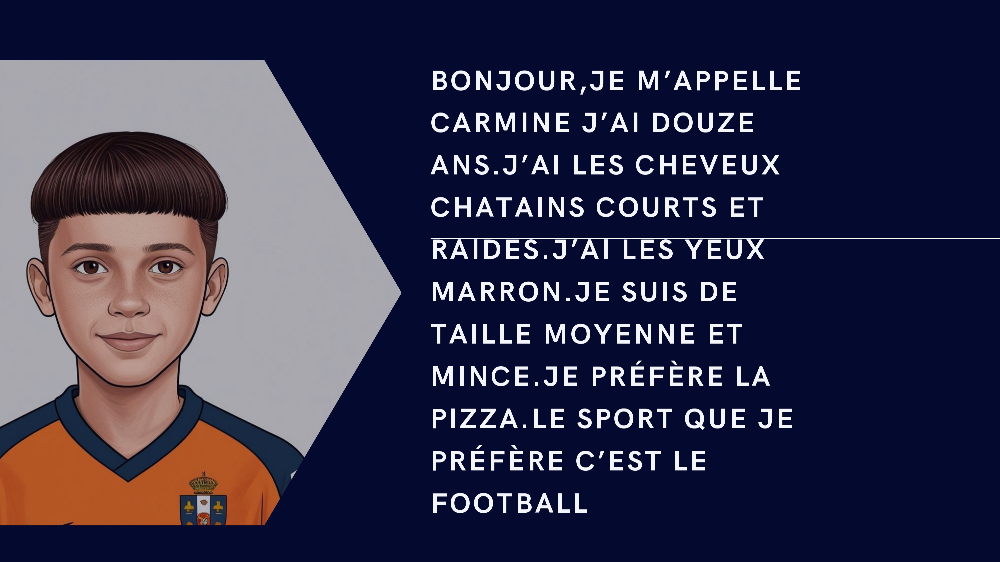 BONJOUR,JE M’APPELLE
CARMINE J’AI DOUZE
ANS.J’AI LES CHEVEUX
CHATAINS COURTS ET
RAIDES.J’AI LES YEUX
MARRON.JE SUIS DE
TAILLE MOYENNE ET
MINCE.JE PRÉFÈRE LA
PIZZA.LE SPORT QUE JE
PRÉFÈRE C’EST LE
FOOTBALL